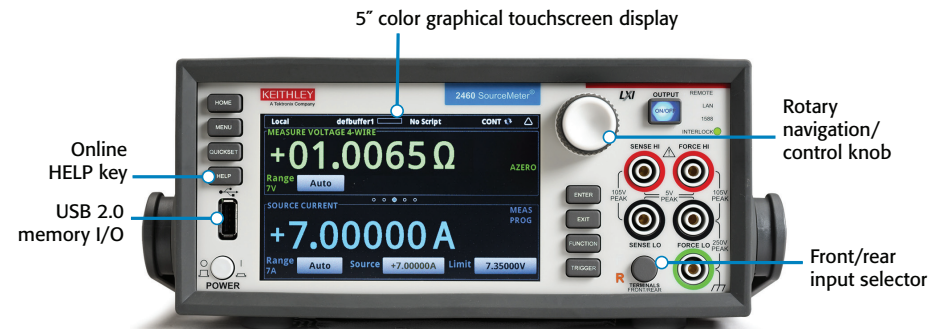 5″ color graphical touchscreen display
KEITHLEY
A Tektronix Company
2460 SourceMeter®
HOME
MENU
QUICKSET
HELP
POWER
Local defbuffer1 No Script CONT
MEASURE VOLTAGE 4-WIRE
+01.0065 Ω
AZERO
Range Auto
7V
SOURCE CURRENT
MEAS
PROG
+7.00000 A
Range Auto Source +7.00000A Limit 7.35000V
7A
ENTER
EXIT
FUNCTION
TRIGGER
LXI
OUTPUT
ON/OFF
REMOTE
LAN
1588
INTERLOCK
SENSE HI
FORCE HI
105V
PEAK
5V
PEAK
105V
PEAK
SENSE LO
FORCE LO
250V
PEAK
R
TERMINALS
FRONT/REAR
Online
HELP key
USB 2.0
memory I/O
Rotary
navigation/
control knob
Front/rear
input selector